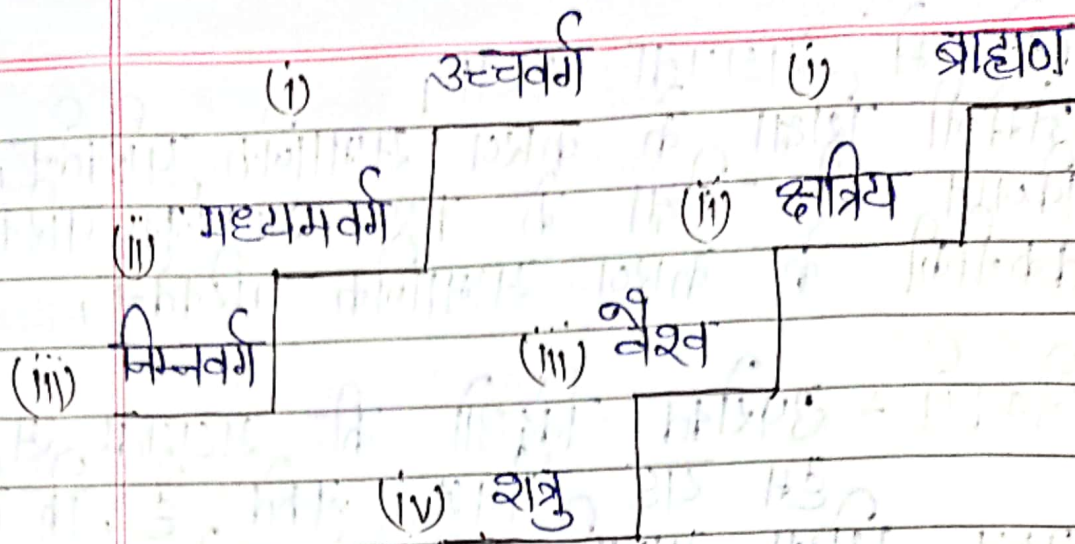 (i) उच्चवर्ग (i) ब्राह्मण
(ii) मध्यमवर्ग (ii) क्षत्रिय
(iii) निम्नवर्ग (iii) वैश्व
(iv) शत्रु